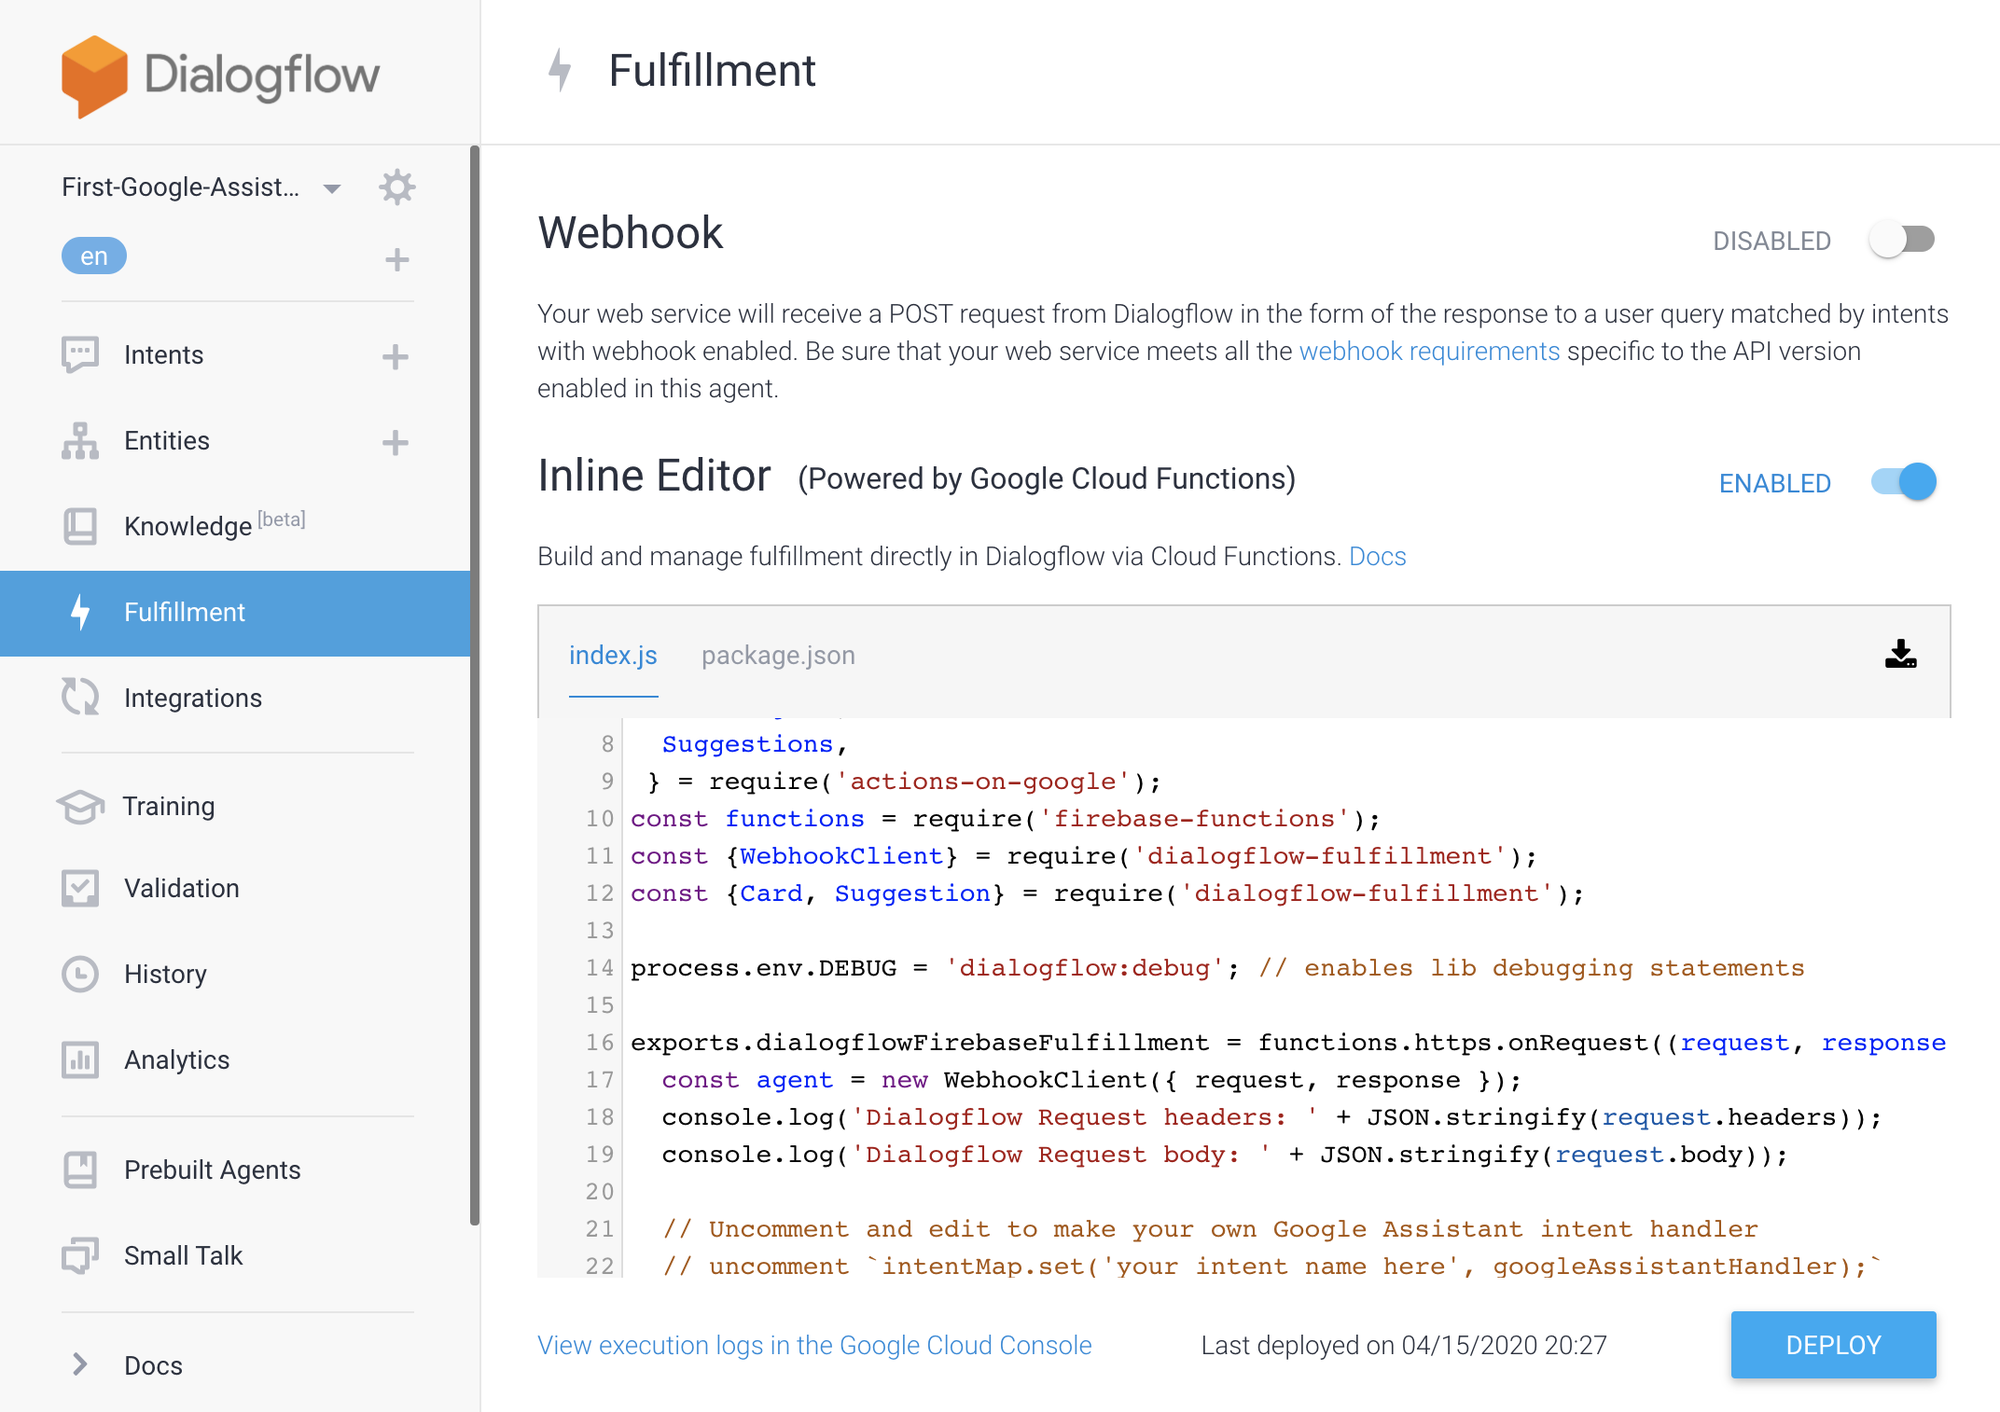 Dialogflow
First-Google-Assist...
en
Intents
Entities
Knowledge [beta]
Fulfillment
Integrations
Training
Validation
History
Analytics
Prebuilt Agents
Small Talk
Docs
Fulfillment
Webhook
DISABLED
Your web service will receive a POST request from Dialogflow in the form of the response to a user query matched by intents
with webhook enabled. Be sure that your web service meets all the webhook requirements specific to the API version
enabled in this agent.
Inline Editor (Powered by Google Cloud Functions)
ENABLED
Build and manage fulfillment directly in Dialogflow via Cloud Functions. Docs
index.js package.json
8 Suggestions,
9 } = require('actions-on-google');
10 const functions = require('firebase-functions');
11 const {WebhookClient} = require('dialogflow-fulfillment');
12 const {Card, Suggestion} = require('dialogflow-fulfillment');
13
14 process.env.DEBUG = 'dialogflow:debug'; // enables lib debugging statements
15
16 exports.dialogflowFirebaseFulfillment = functions.https.onRequest((request, response
17 const agent = new WebhookClient({ request, response });
18 console.log('Dialogflow Request headers: ' + JSON.stringify(request.headers));
19 console.log('Dialogflow Request body: ' + JSON.stringify(request.body));
20
21 // Uncomment and edit to make your own Google Assistant intent handler
22 // uncomment `intentMap.set('your intent name here', googleAssistantHandler);`
View execution logs in the Google Cloud Console
Last deployed on 04/15/2020 20:27
DEPLOY